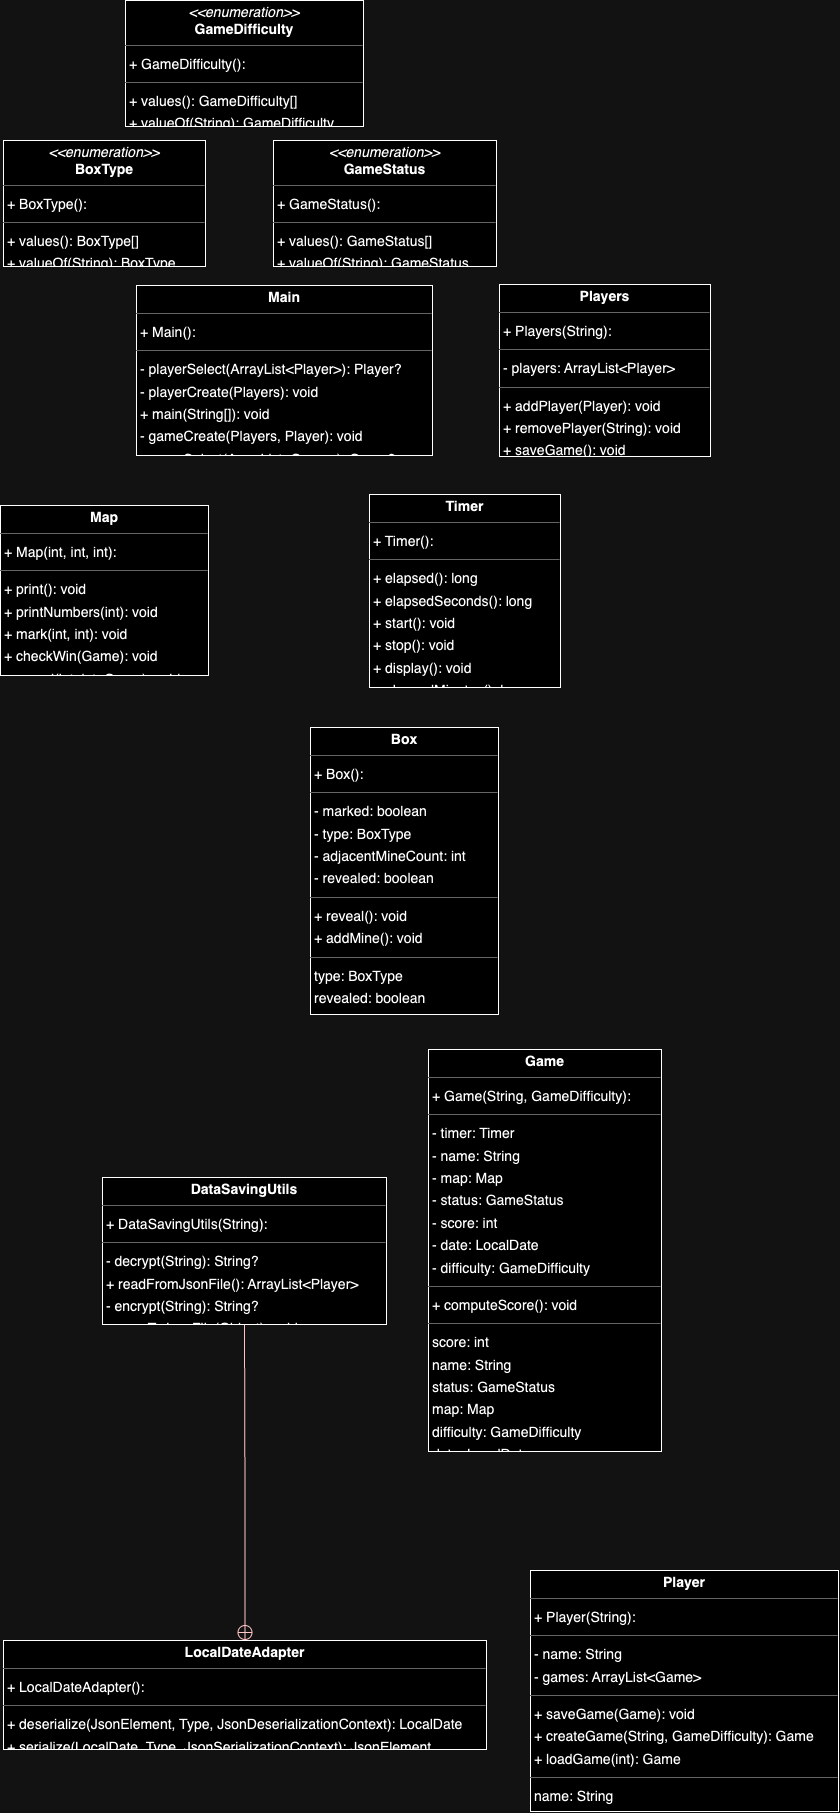 <<enumeration>>
GameDifficulty
+ GameDifficulty():
+ values(): GameDifficulty[]
+ valueOf(String): GameDifficulty
<<enumeration>>
BoxType
+ BoxType():
+ values(): BoxType[]
+ valueOf(String): BoxType
<<enumeration>>
GameStatus
+ GameStatus():
+ values(): GameStatus[]
+ valueOf(String): GameStatus
Main
+ Main():
- playerSelect(ArrayList<Player>): Player?
- playerCreate(Players): void
+ main(String[]): void
- gameCreate(Players, Player): void
Players
+ Players(String):
- players: ArrayList<Player>
+ addPlayer(Player): void
+ removePlayer(String): void
+ saveGame(): void
Map
+ Map(int, int, int):
+ print(): void
+ printNumbers(int): void
+ mark(int, int): void
+ checkWin(Game): void
Timer
+ Timer():
+ elapsed(): long
+ elapsedSeconds(): long
+ start(): void
+ stop(): void
+ display(): void
Box
+ Box():
- marked: boolean
- type: BoxType
- adjacentMineCount: int
- revealed: boolean
+ reveal(): void
+ addMine(): void
type: BoxType
revealed: boolean
Game
+ Game(String, GameDifficulty):
- timer: Timer
- name: String
- map: Map
- status: GameStatus
- score: int
- date: LocalDate
- difficulty: GameDifficulty
+ computeScore(): void
score: int
name: String
status: GameStatus
map: Map
difficulty: GameDifficulty
DataSavingUtils
+ DataSavingUtils(String):
- decrypt(String): String?
+ readFromJsonFile(): ArrayList<Player>
- encrypt(String): String?
LocalDateAdapter
+ LocalDateAdapter():
+ deserialize(JsonElement, Type, JsonDeserializationContext): LocalDate
+ serialize(LocalDate, Type, JsonSerializationContext): JsonElement
Player
+ Player(String):
- name: String
- games: ArrayList<Game>
+ saveGame(Game): void
+ createGame(String, GameDifficulty): Game
+ loadGame(int): Game
name: String